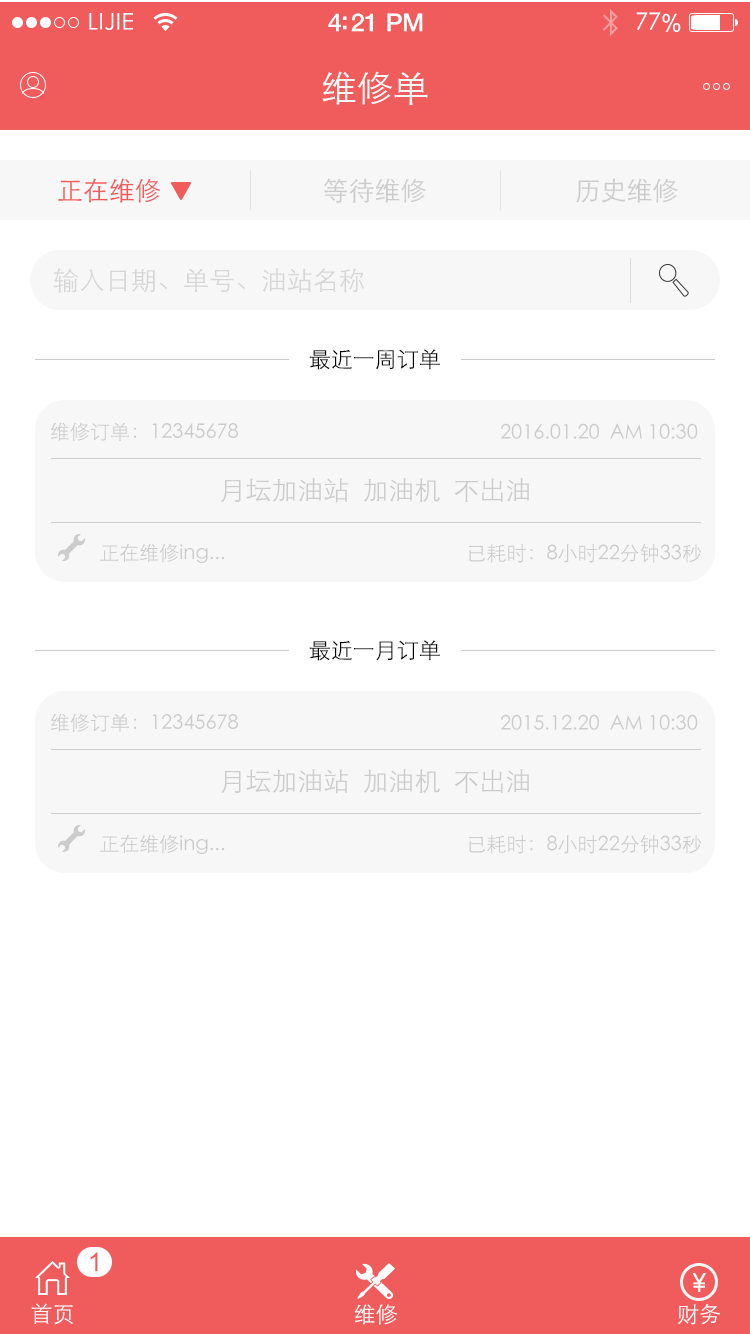 LIJIE 4:21 PM 77%
维修单
正在维修 ▼ 等待维修 历史维修
输入日期、单号、油站名称
最近一周订单
维修订单：12345678 2016.01.20 AM 10:30
月坛加油站 加油机 不出油
正在维修ing... 已耗时：8小时22分钟33秒
最近一月订单
维修订单：12345678 2015.12.20 AM 10:30
月坛加油站 加油机 不出油
正在维修ing... 已耗时：8小时22分钟33秒
1
¥
首页 维修 财务